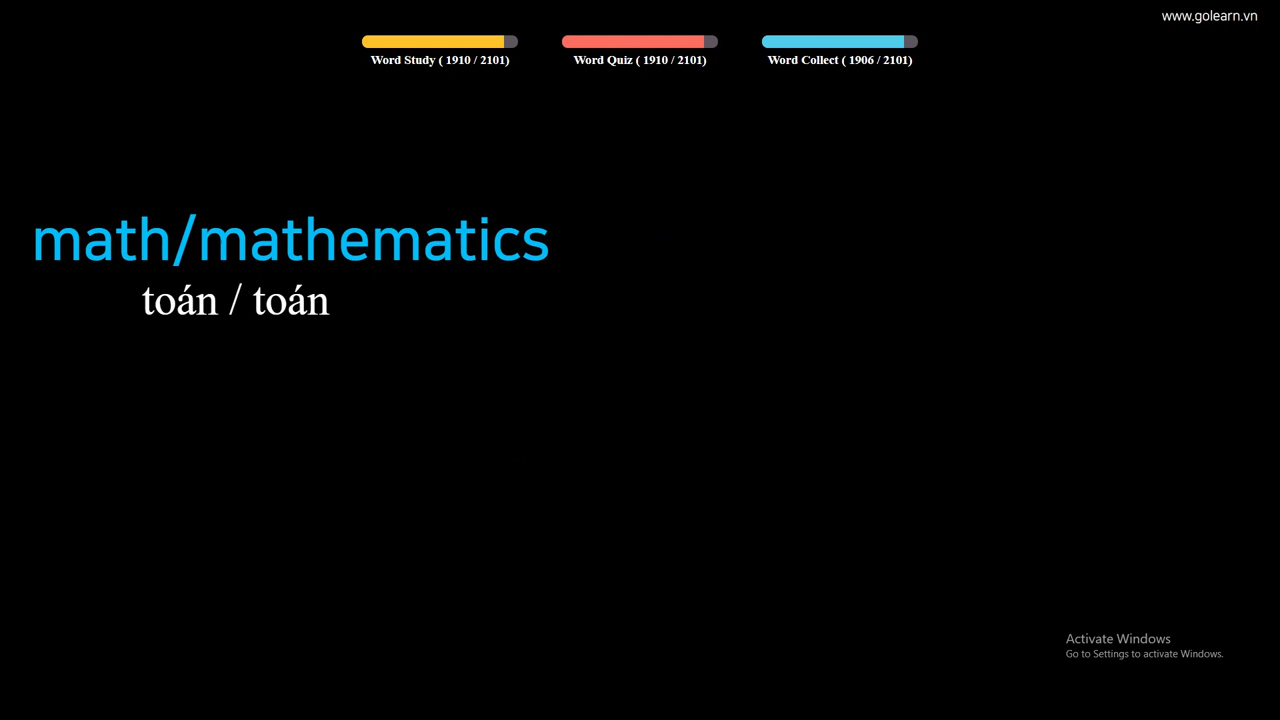 www.golearn.vn
Word Study ( 1910 / 2101)
Word Quiz ( 1910 / 2101)
Word Collect ( 1906 / 2101)
math/mathematics
toán / toán
Activate Windows
Go to Settings to activate Windows.